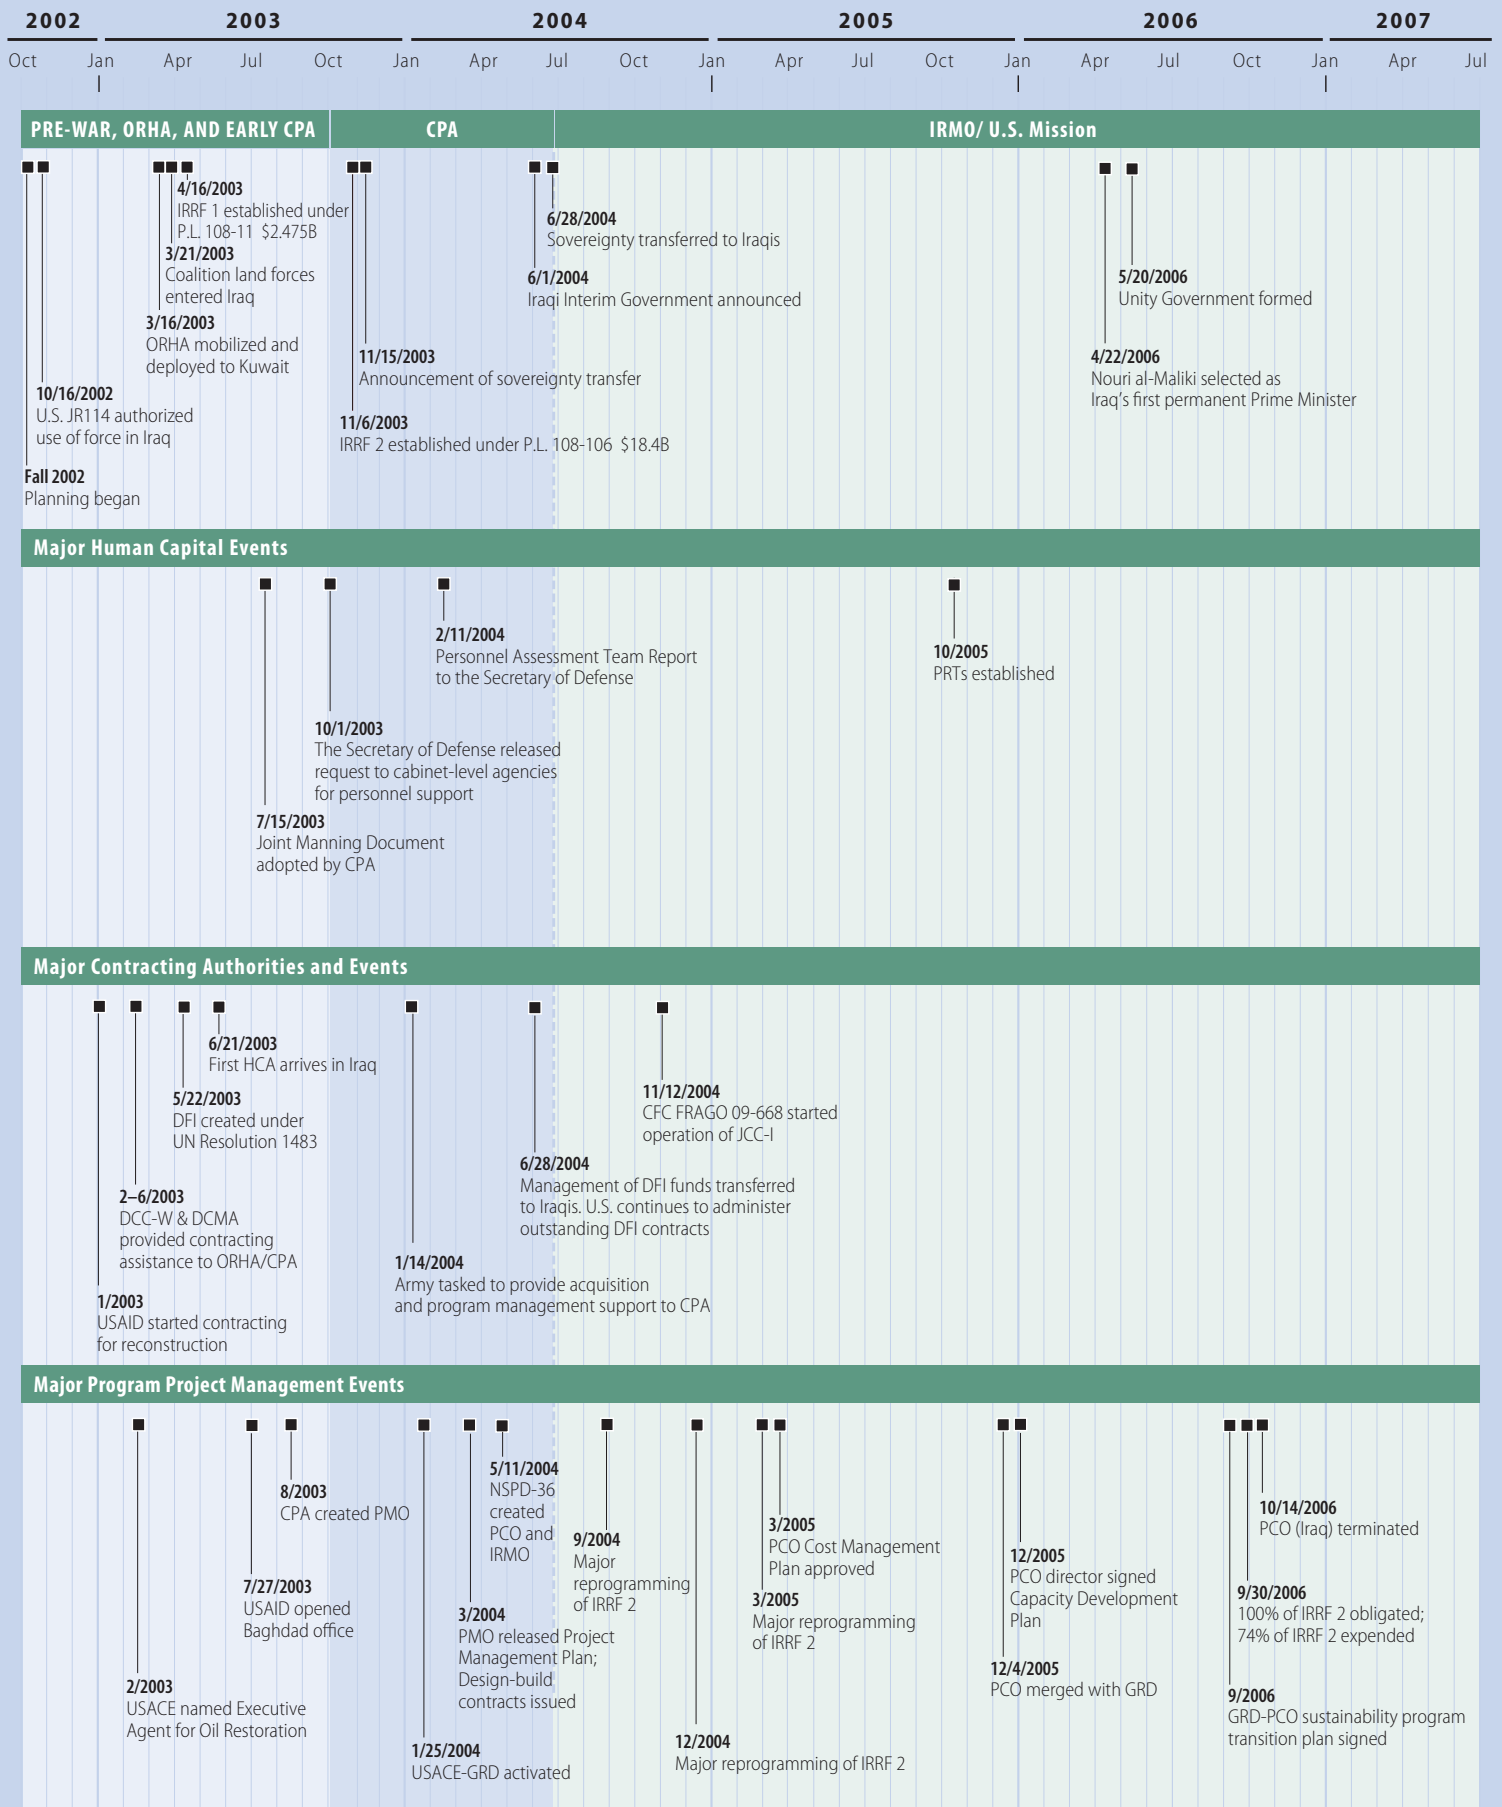 2002 2003 2004 2005 2006 2007
Oct Jan Apr Jul Oct Jan Apr Jul Oct Jan Apr Jul Oct Jan Apr Jul Oct Jan Apr Jul
PRE-WAR, ORHA, AND EARLY CPA CPA IRMO/ U.S. Mission
4/16/2003
IRRF 1 established under
P.L. 108-11 $2.475B
3/21/2003
Coalition land forces
entered Iraq
3/16/2003
ORHA mobilized and
deployed to Kuwait
10/16/2002
U.S. JR114 authorized
use of force in Iraq
Fall 2002
Planning began
11/15/2003
Announcement of sovereignty transfer
11/6/2003
IRRF 2 established under P.L. 108-106 $18.4B
6/28/2004
Sovereignty transferred to Iraqis
6/1/2004
Iraqi Interim Government announced
5/20/2006
Unity Government formed
4/22/2006
Nouri al-Maliki selected as
Iraq's first permanent Prime Minister
Major Human Capital Events
2/11/2004
Personnel Assessment Team Report
to the Secretary of Defense
10/1/2003
The Secretary of Defense released
request to cabinet-level agencies
for personnel support
7/15/2003
Joint Manning Document
adopted by CPA
10/2005
PRTs established
Major Contracting Authorities and Events
6/21/2003
First HCA arrives in Iraq
5/22/2003
DFI created under
UN Resolution 1483
2–6/2003
DCC-W & DCMA
provided contracting
assistance to ORHA/CPA
1/2003
USAID started contracting
for reconstruction
11/12/2004
CFC FRAGO 09-668 started
operation of JCC-I
6/28/2004
Management of DFI funds transferred
to Iraqis. U.S. continues to administer
outstanding DFI contracts
1/14/2004
Army tasked to provide acquisition
and program management support to CPA
Major Program Project Management Events
8/2003
CPA created PMO
7/27/2003
USAID opened
Baghdad office
2/2003
USACE named Executive
Agent for Oil Restoration
5/11/2004
NSPD-36
created
PCO and
IRMO
3/2004
PMO released Project
Management Plan;
Design-build
contracts issued
1/25/2004
USACE-GRD activated
9/2004
Major
reprogramming
of IRRF 2
12/2004
Major reprogramming of IRRF 2
3/2005
PCO Cost Management
Plan approved
3/2005
Major reprogramming
of IRRF 2
12/2005
PCO director signed
Capacity Development
Plan
12/4/2005
PCO merged with GRD
10/14/2006
PCO (Iraq) terminated
9/30/2006
100% of IRRF 2 obligated;
74% of IRRF 2 expended
9/2006
GRD-PCO sustainability program
transition plan signed